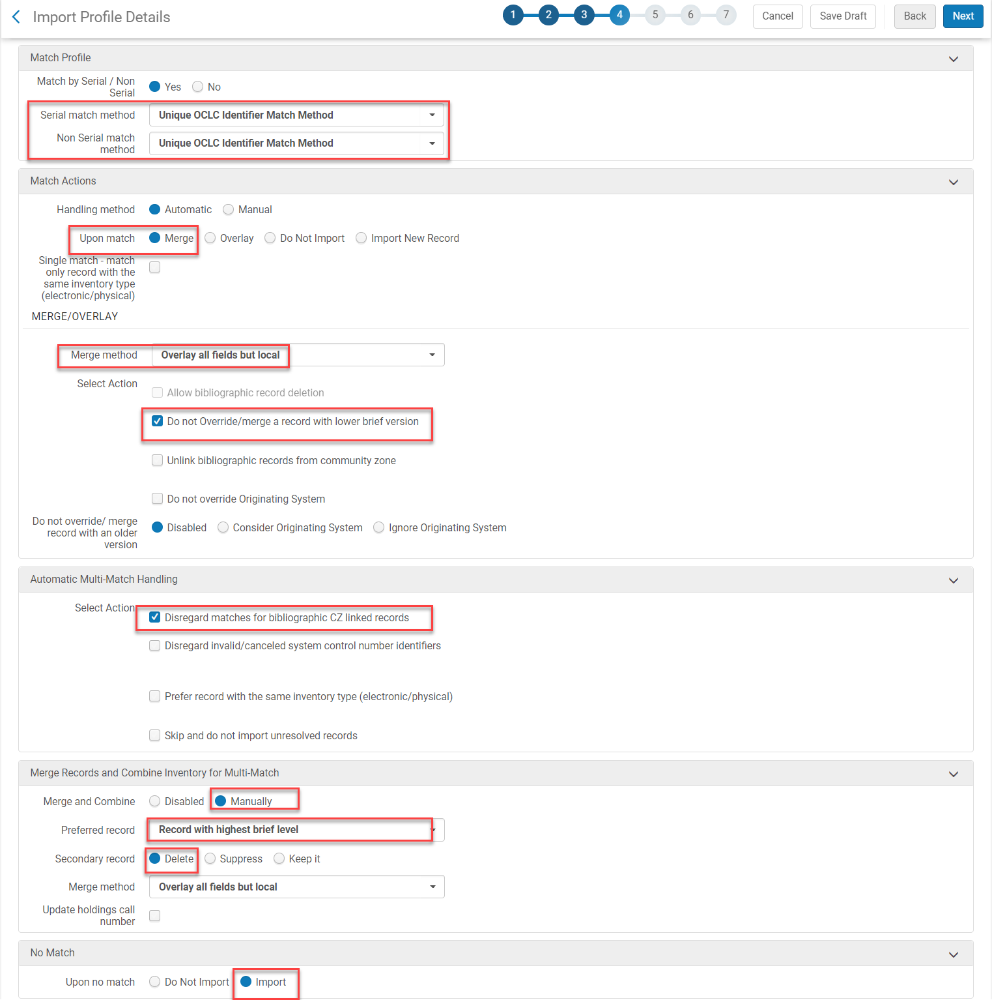 Import Profile Details
1 2 3 4 5 6 7
Cancel Save Draft Back Next
Match Profile
Match by Serial / Non
Serial
Yes No
Serial match method Unique OCLC Identifier Match Method
Non Serial match
method
Unique OCLC Identifier Match Method
Match Actions
Handling method Automatic Manual
Upon match Merge Overlay Do Not Import Import New Record
Single match - match
only record with the
same inventory type
(electronic/physical)
MERGE/OVERLAY
Merge method Overlay all fields but local
Select Action
Allow bibliographic record deletion
Do not Override/merge a record with lower brief version
Unlink bibliographic records from community zone
Do not override Originating System
Do not override/ merge
record with an older
version
Disabled Consider Originating System Ignore Originating System
Automatic Multi-Match Handling
Select Action
Disregard matches for bibliographic CZ linked records
Disregard invalid/canceled system control number identifiers
Prefer record with the same inventory type (electronic/physical)
Skip and do not import unresolved records
Merge Records and Combine Inventory for Multi-Match
Merge and Combine Disabled Manually
Preferred record Record with highest brief level
Secondary record Delete Suppress Keep it
Merge method Overlay all fields but local
Update holdings call
number
No Match
Upon no match Do Not Import Import